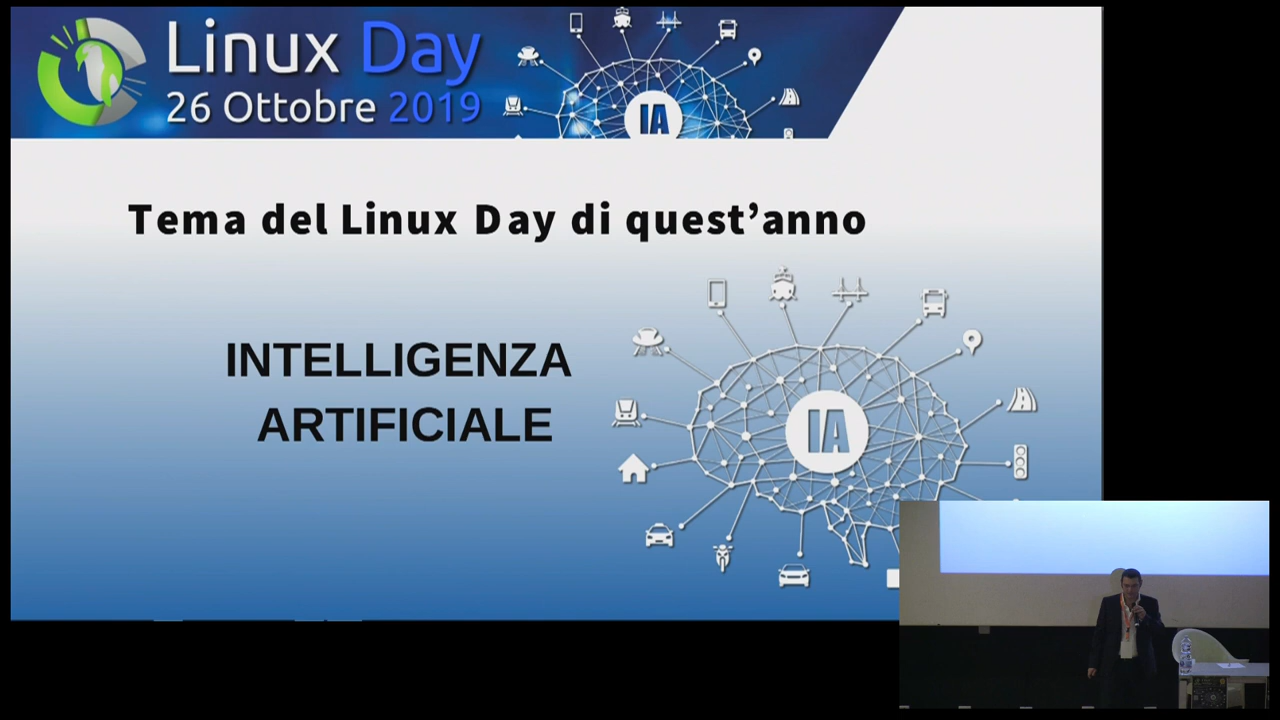 Linux Day
26 Ottobre 2019
IA
Tema del Linux Day di quest’anno
INTELLIGENZA
ARTIFICIALE
IA